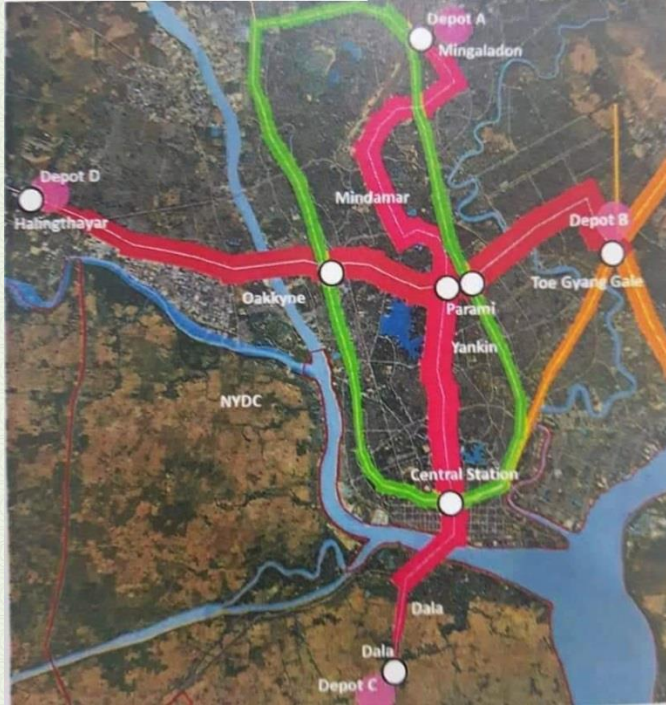 Depot A
Mingaladon
Depot D
Mindamar
Halingthayar
Depot B
Toe Gyang Gale
Oakkyne
Parami
Yankin
NYDC
Central Station
Dala
Dala
Depot C